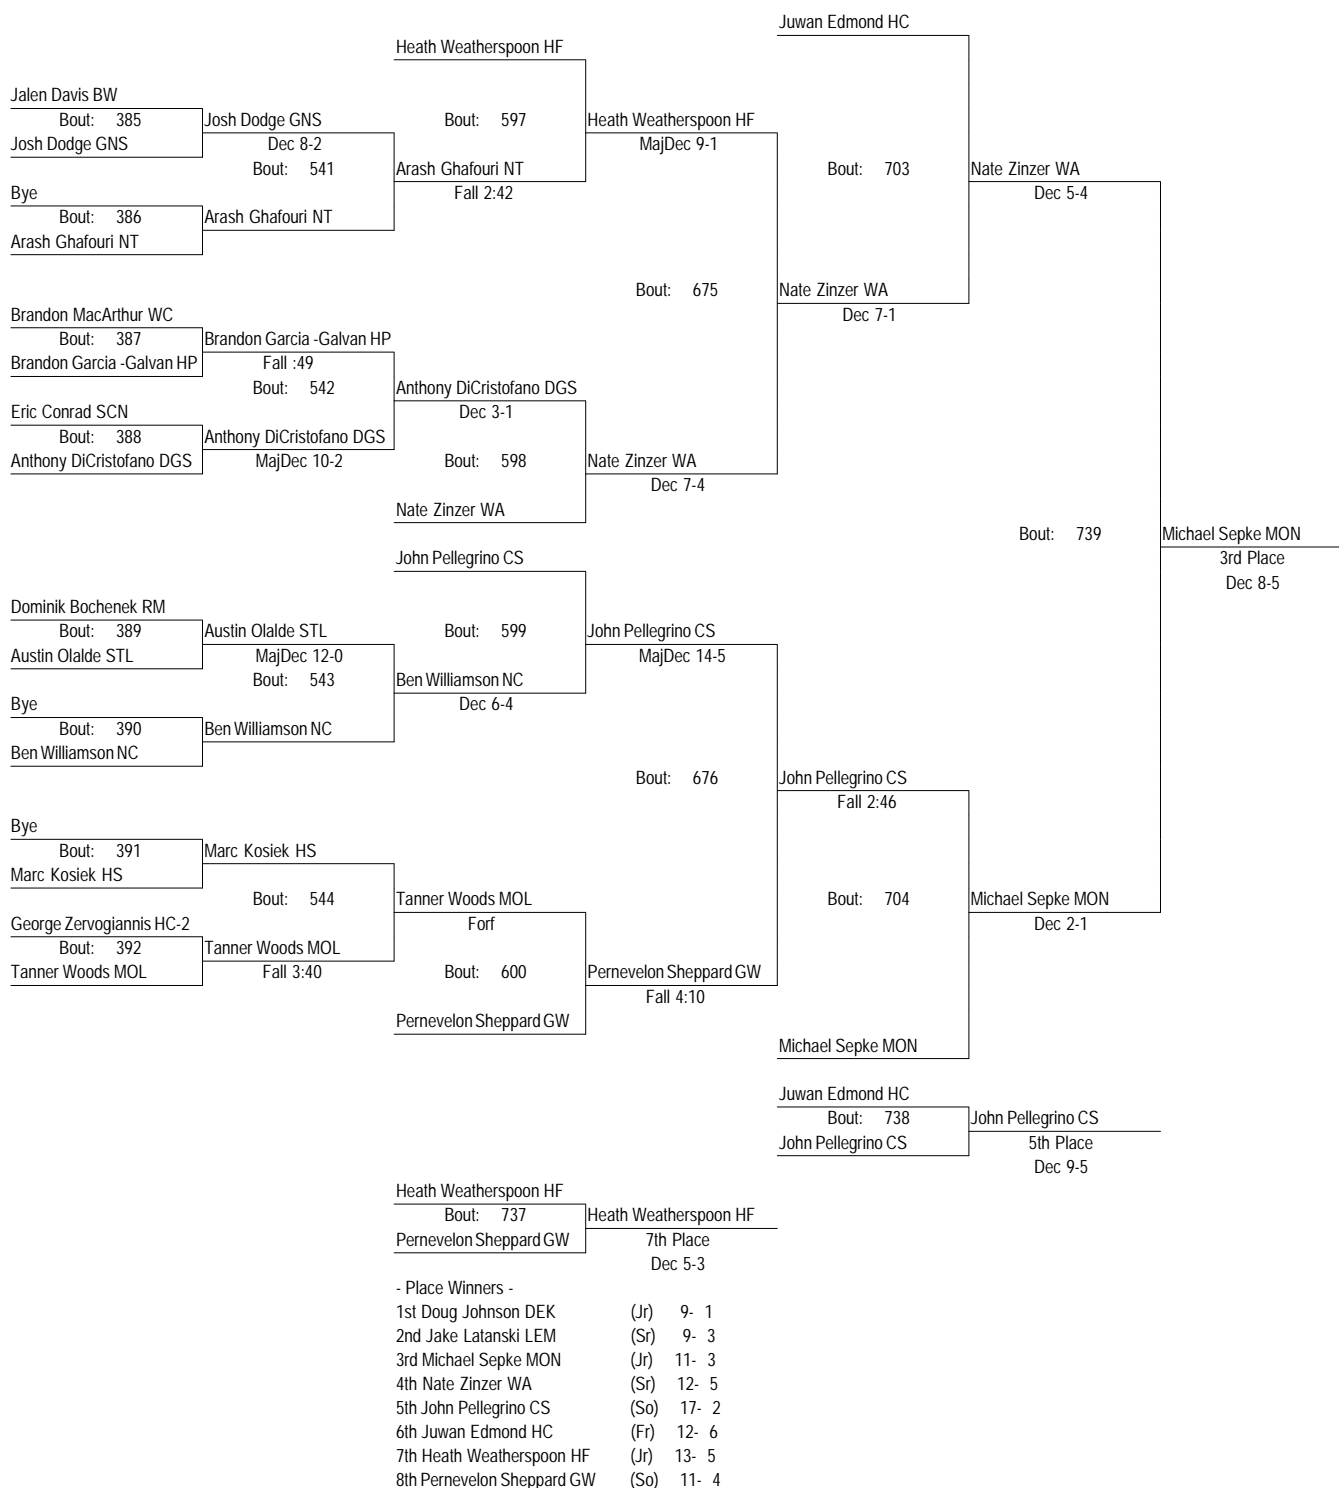 Juwan Edmond HC
Heath Weatherspoon HF
Jalen Davis BW
Bout: 385 Josh Dodge GNS Bout: 597 Heath Weatherspoon HF
Josh Dodge GNS Dec 8-2 MajDec 9-1
Bout: 541 Arash Ghafouri NT Bout: 703 Nate Zinzer WA
Bye Fall 2:42 Dec 5-4
Bout: 386 Arash Ghafouri NT
Arash Ghafouri NT
Bout: 675 Nate Zinzer WA
Brandon MacArthur WC Dec 7-1
Bout: 387 Brandon Garcia -Galvan HP
Brandon Garcia -Galvan HP Fall :49
Bout: 542 Anthony DiCristofano DGS
Eric Conrad SCN Dec 3-1
Bout: 388 Anthony DiCristofano DGS
Anthony DiCristofano DGS MajDec 10-2 Bout: 598 Nate Zinzer WA
Dec 7-4
Nate Zinzer WA
Bout: 739 Michael Sepke MON
John Pellegrino CS 3rd Place
Dec 8-5
Dominik Bochenek RM
Bout: 389 Austin Olalde STL Bout: 599 John Pellegrino CS
Austin Olalde STL MajDec 12-0 MajDec 14-5
Bout: 543 Ben Williamson NC
Bye Dec 6-4
Bout: 390 Ben Williamson NC
Ben Williamson NC
Bout: 676 John Pellegrino CS
Fall 2:46
Bye
Bout: 391 Marc Kosiek HS
Marc Kosiek HS
Bout: 544 Tanner Woods MOL Bout: 704 Michael Sepke MON
George Zervogiannis HC-2 Forf Dec 2-1
Bout: 392 Tanner Woods MOL
Tanner Woods MOL Fall 3:40 Bout: 600 Pernevelon Sheppard GW
Fall 4:10
Pernevelon Sheppard GW
Michael Sepke MON
Juwan Edmond HC
Bout: 738 John Pellegrino CS
John Pellegrino CS 5th Place
Dec 9-5
Heath Weatherspoon HF
Bout: 737 Heath Weatherspoon HF
Pernevelon Sheppard GW 7th Place
Dec 5-3
- Place Winners -
1st Doug Johnson DEK (Jr) 9- 1
2nd Jake Latanski LEM (Sr) 9- 3
3rd Michael Sepke MON (Jr) 11- 3
4th Nate Zinzer WA (Sr) 12- 5
5th John Pellegrino CS (So) 17- 2
6th Juwan Edmond HC (Fr) 12- 6
7th Heath Weatherspoon HF (Jr) 13- 5
8th Pernevelon Sheppard GW (So) 11- 4